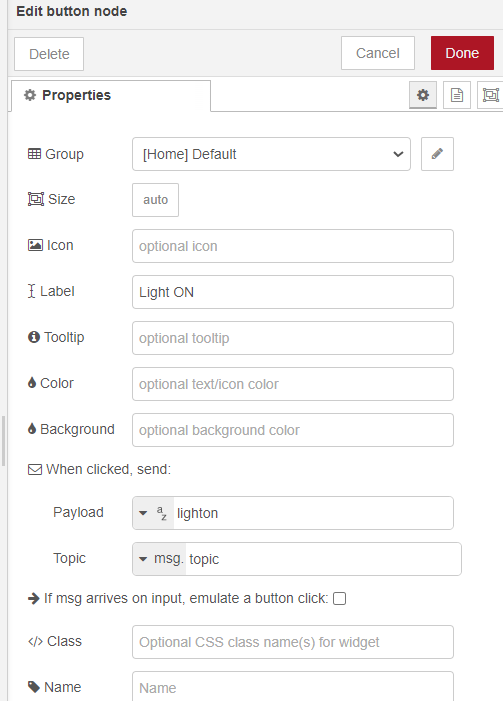 Edit button node
Delete
Cancel
Done
Properties
Group
[Home] Default
Size
auto
Icon
optional icon
Label
Light ON
Tooltip
optional tooltip
Color
optional text/icon color
Background
optional background color
When clicked, send:
Payload
az lighton
Topic
msg. topic
If msg arrives on input, emulate a button click:
</> Class
Optional CSS class name(s) for widget
Name
Name